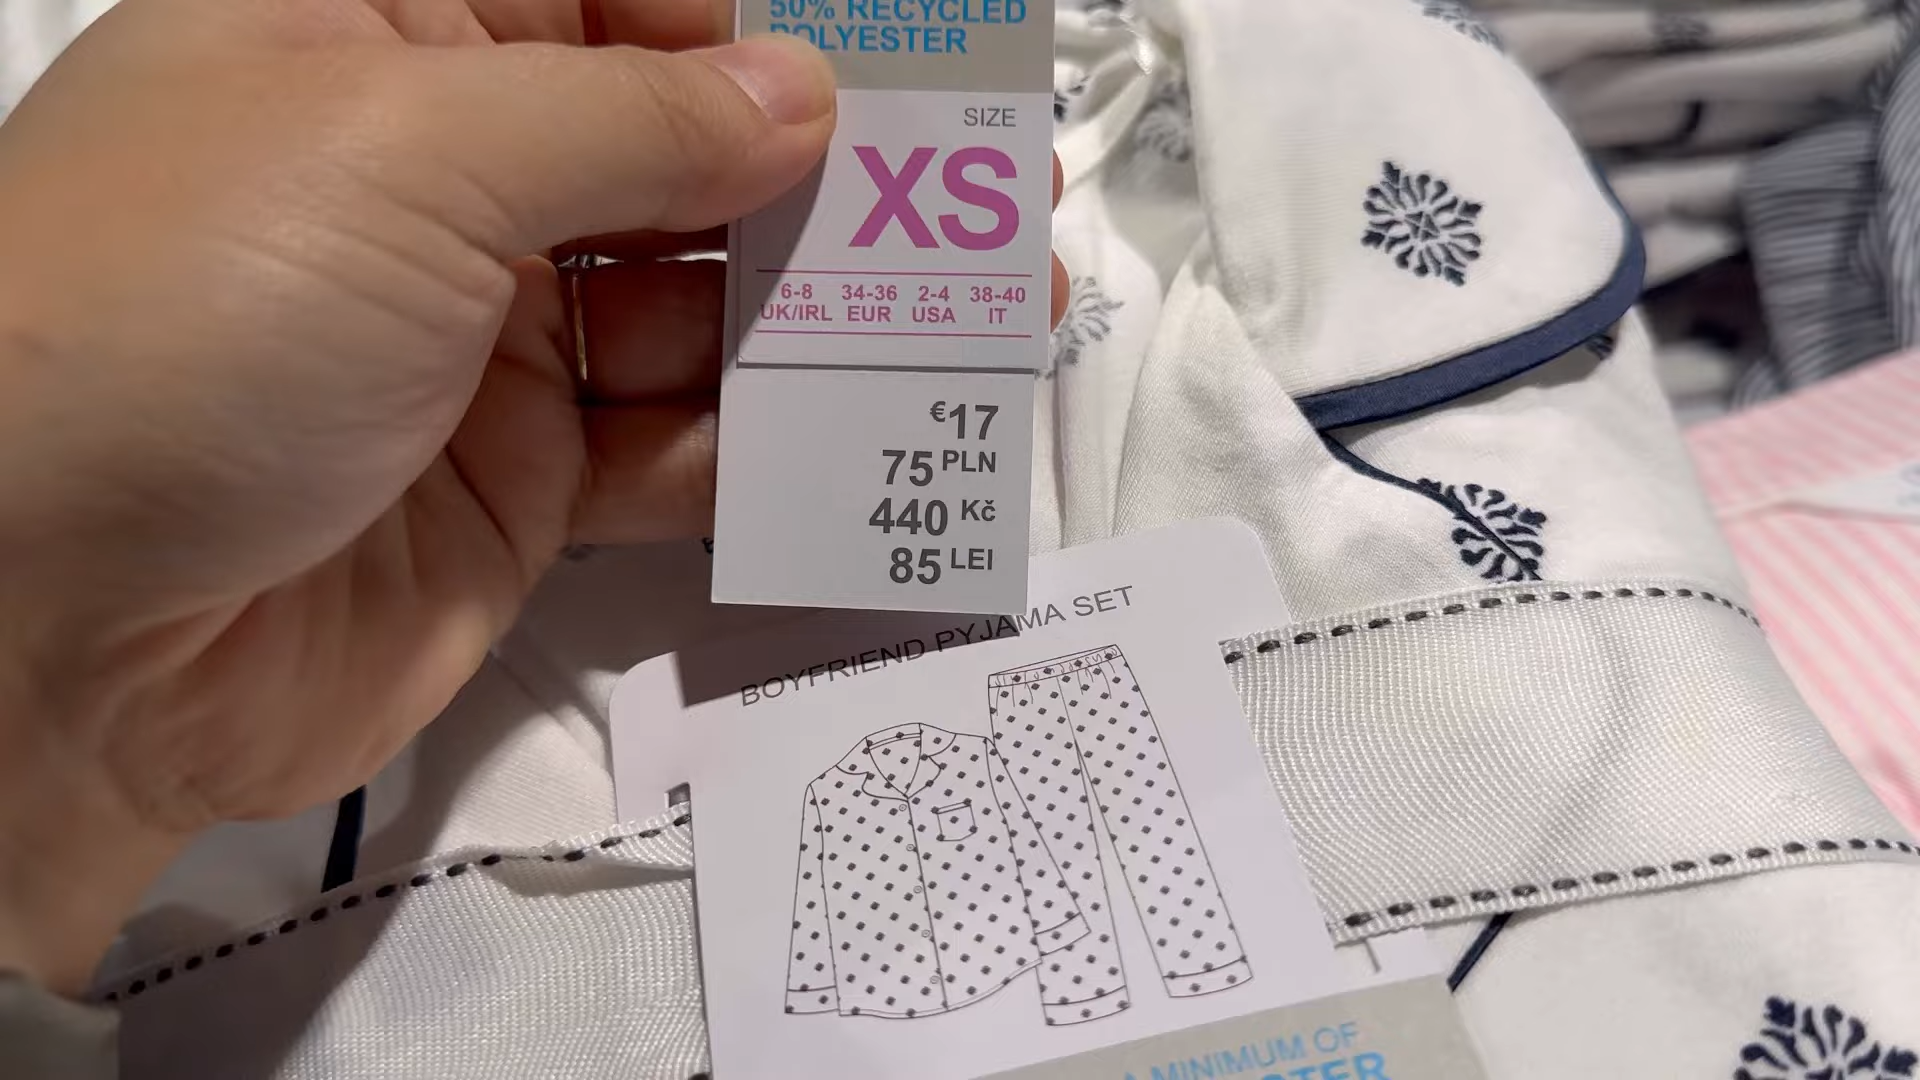 50% RECYCLED
POLYESTER
SIZE
XS
6-8 34-36 2-4 38-40
UK/IRL EUR USA IT
€17
75 PLN
440 Kč
85 LEI
BOYFRIEND PYJAMA SET
A MINIMUM OF